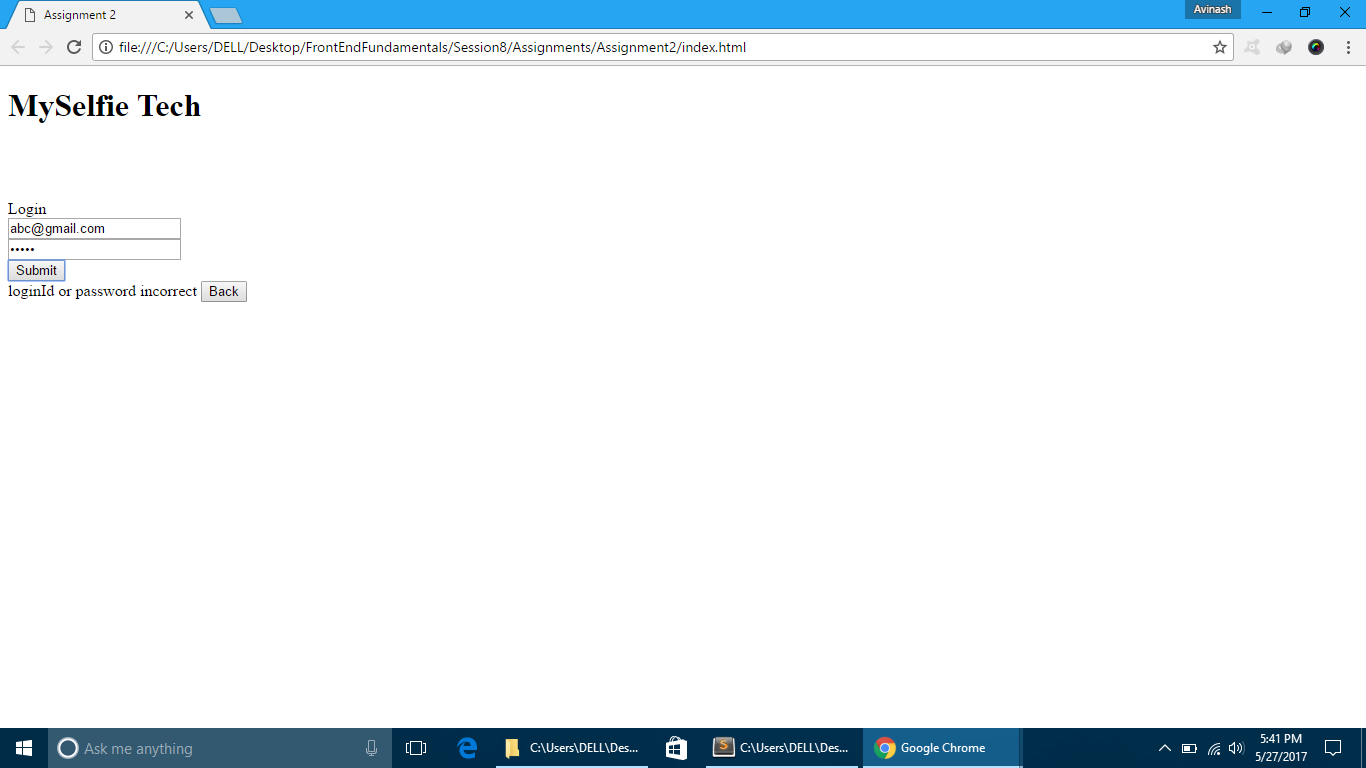 Assignment 2
Avinash
file:///C:/Users/DELL/Desktop/FrontEndFundamentals/Session8/Assignments/Assignment2/index.html
MySelfie Tech
Login
abc@gmail.com
•••••
Submit
loginId or password incorrect Back
Ask me anything
C:\Users\DELL\Des...
S C:\Users\DELL\Des...
Google Chrome
5:41 PM
5/27/2017